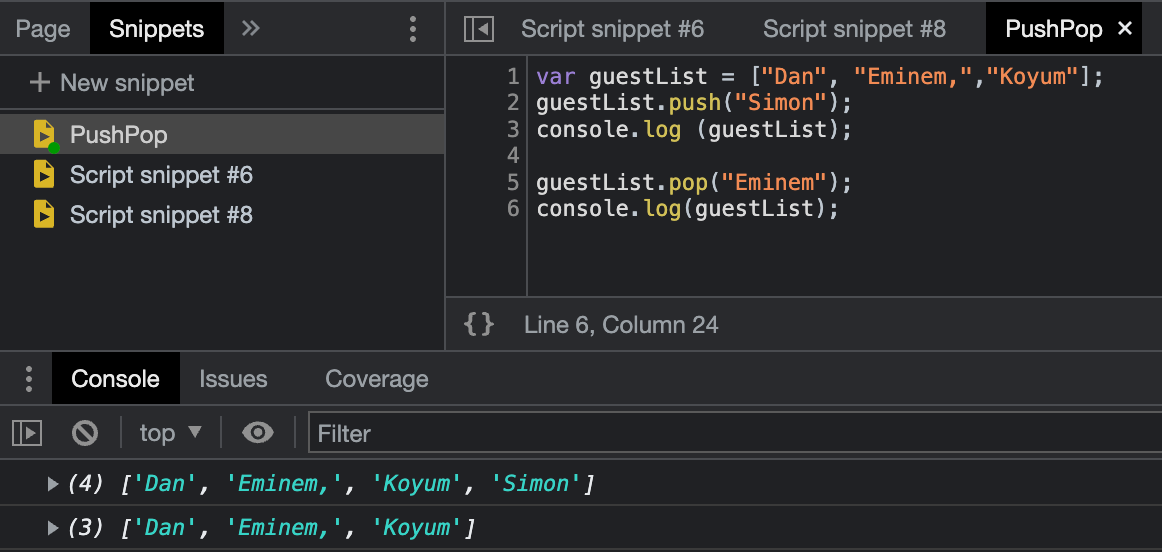 Page Snippets
New snippet
PushPop
Script snippet #6
Script snippet #8
Script snippet #6 Script snippet #8 PushPop ×
1 var guestList = ["Dan", "Eminem,","Koyum"];
2 guestList.push("Simon");
3 console.log (guestList);
4
5 guestList.pop("Eminem");
6 console.log(guestList);
{} Line 6, Column 24
Console Issues Coverage
top ▼ Filter
▶ (4) ['Dan', 'Eminem,', 'Koyum', 'Simon']
▶ (3) ['Dan', 'Eminem,', 'Koyum']